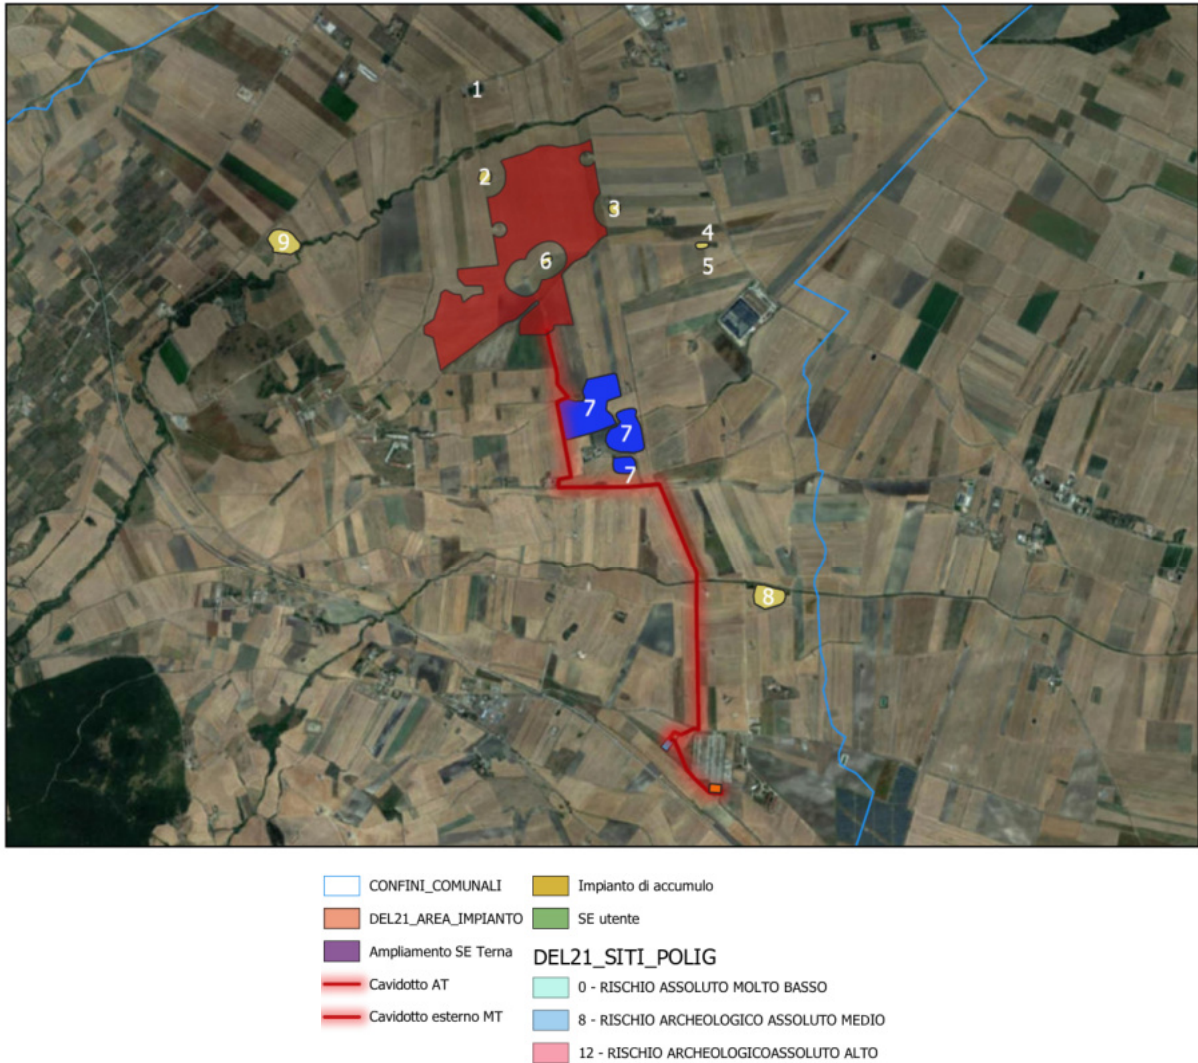 1
2
3
4
9
6
5
7
7
7
8
CONFINI_COMUNALI
DEL21_AREA_IMPIANTO
Ampliamento SE Terna
Cavidotto AT
Cavidotto esterno MT
Impianto di accumulo
SE utente
DEL21_SITI_POLIG
0 - RISCHIO ASSOLUTO MOLTO BASSO
8 - RISCHIO ARCHEOLOGICO ASSOLUTO MEDIO
12 - RISCHIO ARCHEOLOGICOASSOLUTO ALTO